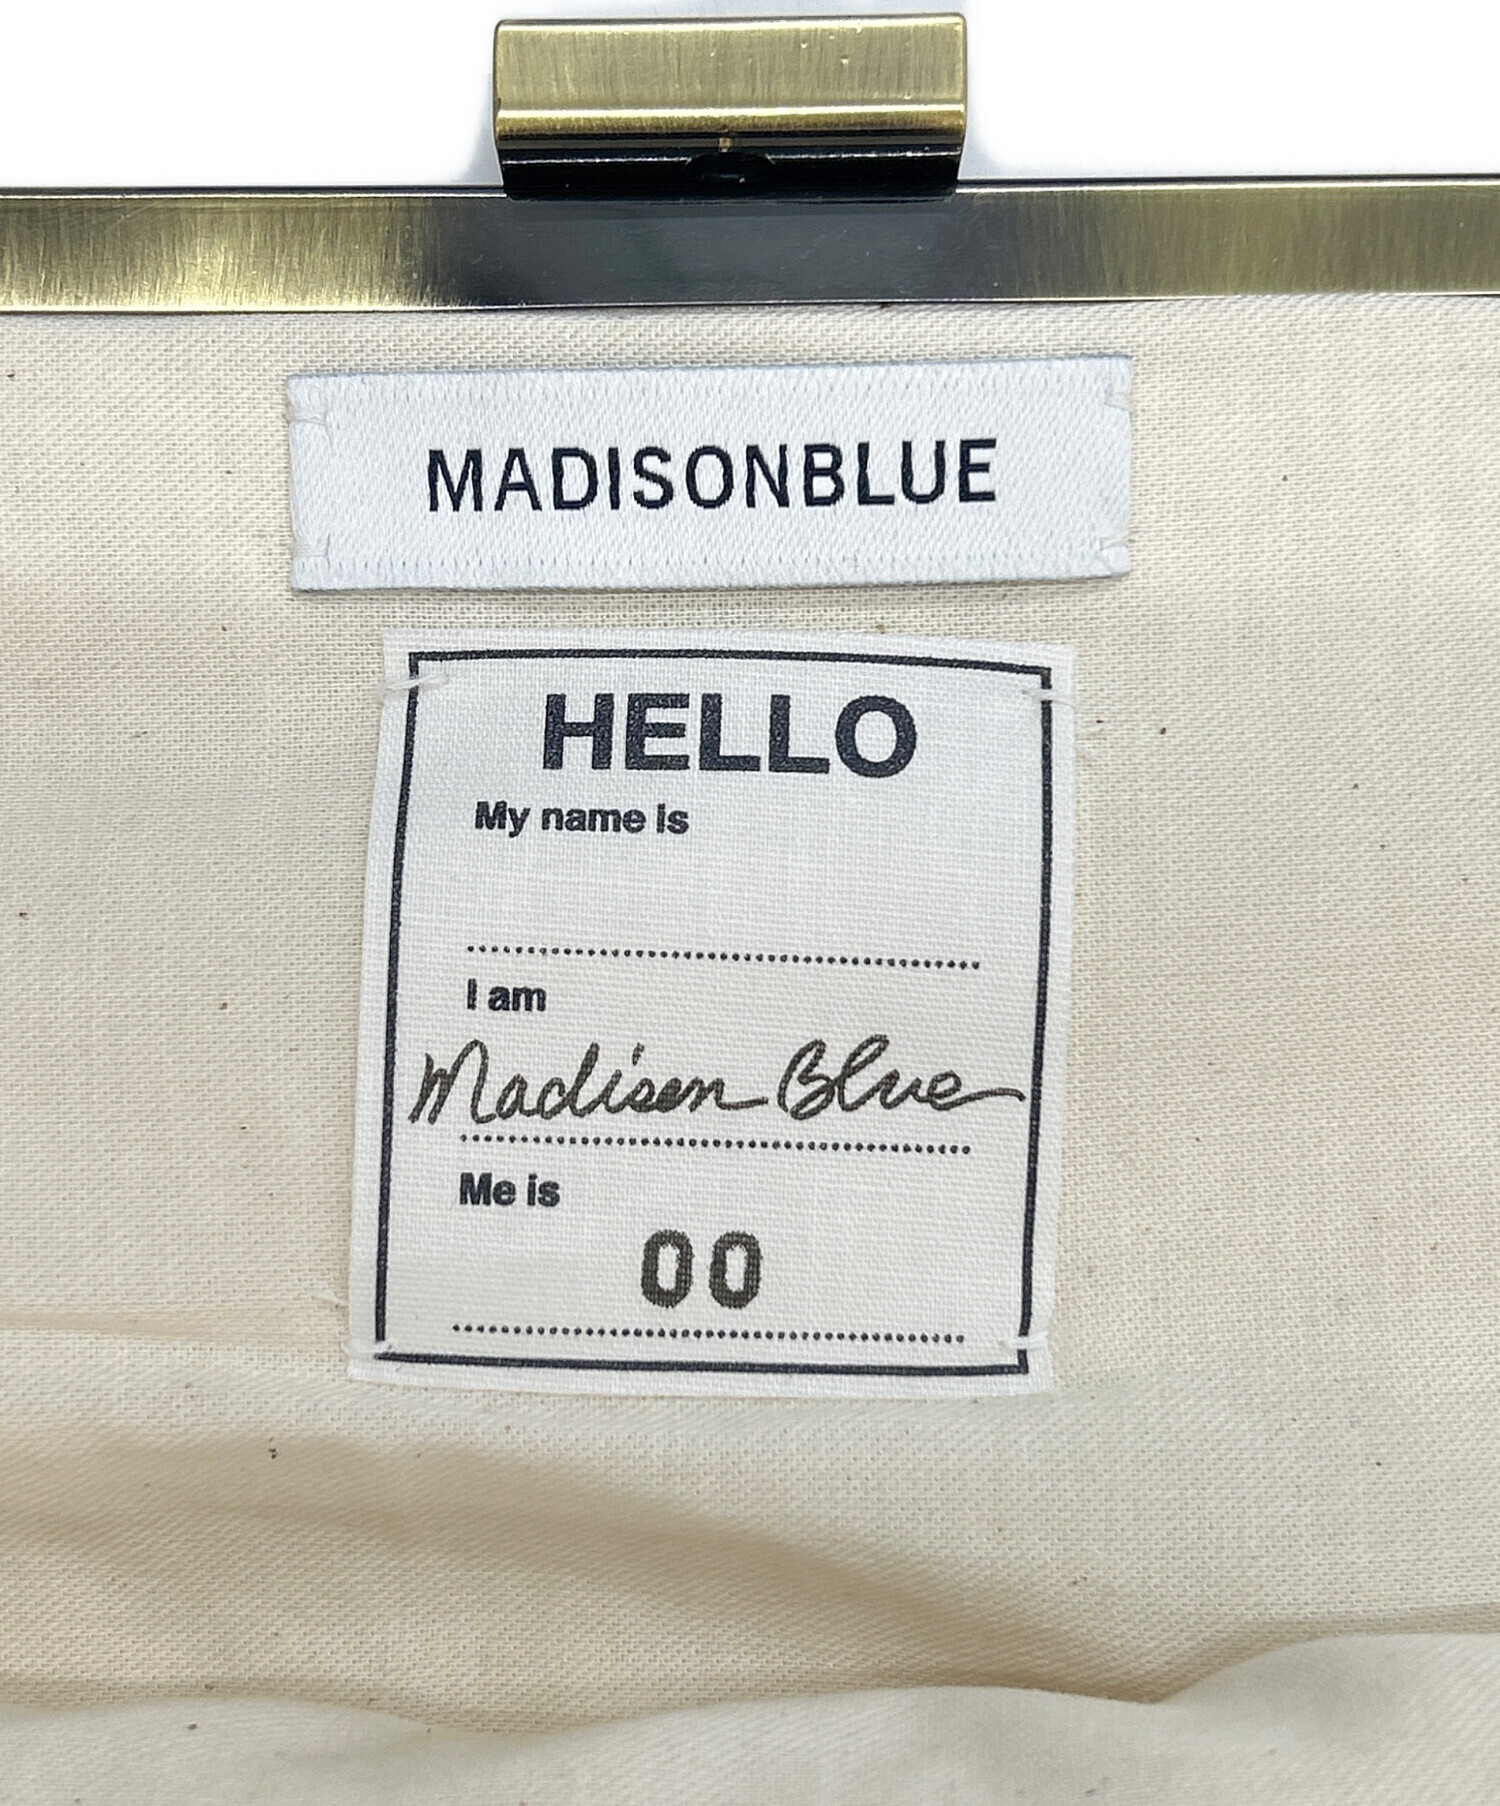 MADISONBLUE
HELLO
My name is
I am
Madison Blue
Me is
00